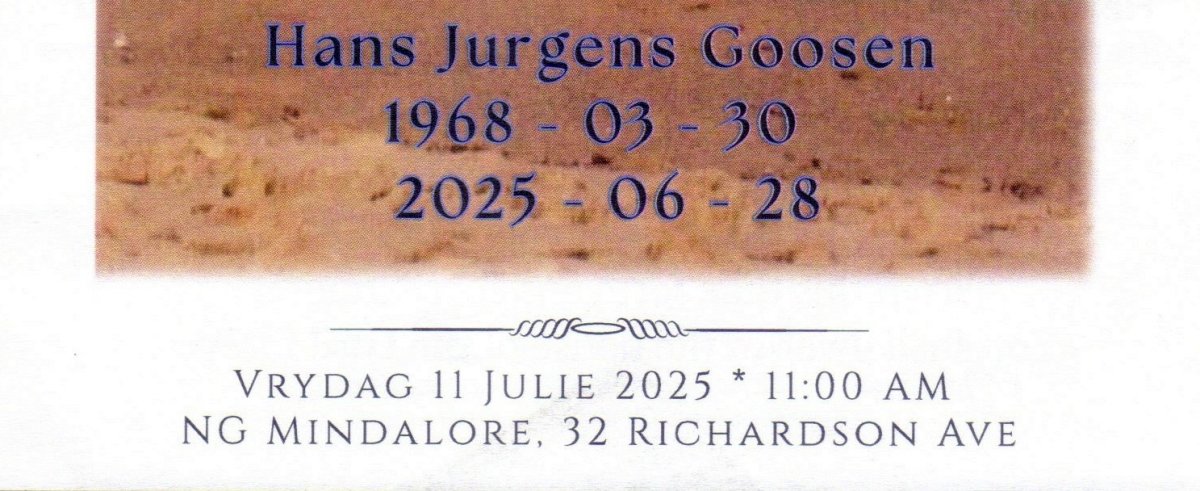 Hans Jurgens Goosen
1968 - 03 - 30
2025 - 06 - 28
Vrydag 11 Julie 2025 * 11:00 AM
NG Mindalore, 32 Richardson Ave